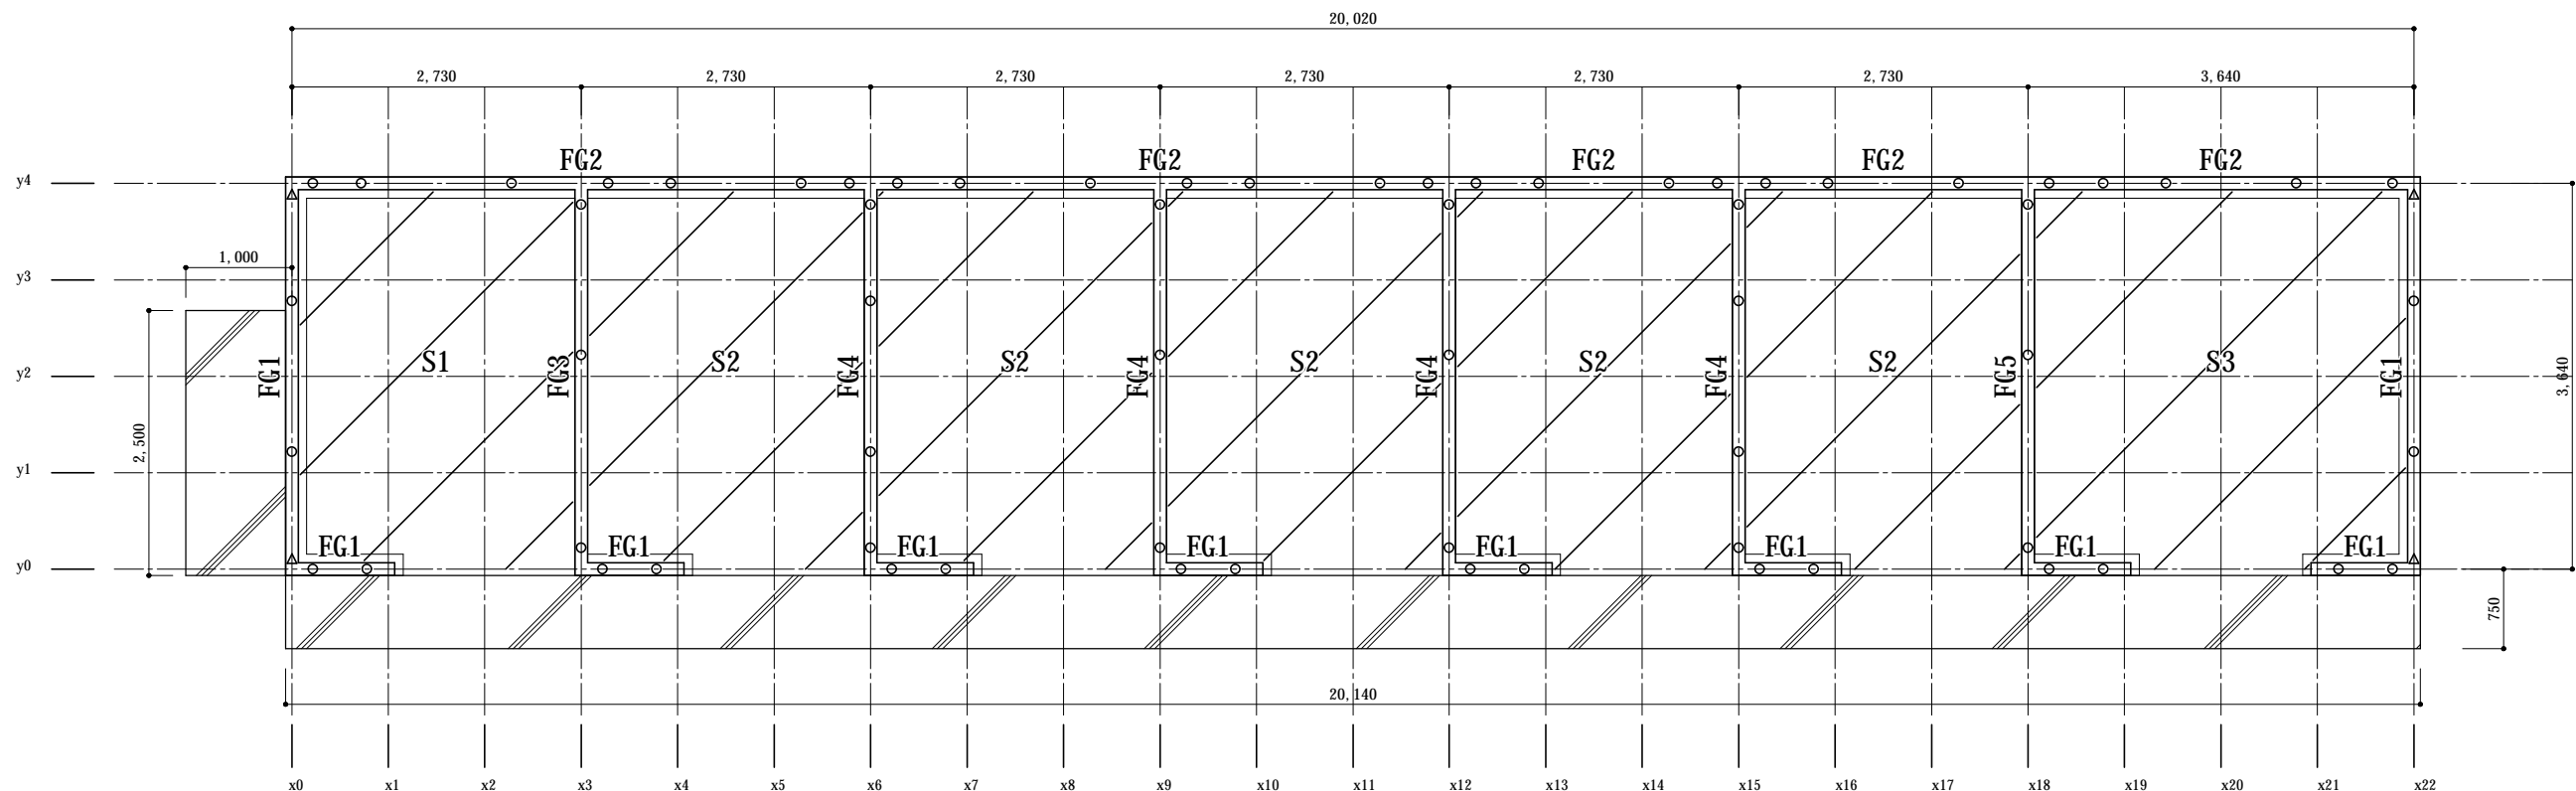 20,020
2,730 2,730 2,730 2,730 2,730 2,730 3,640
FG2 FG2 FG2 FG2 FG2
y4
1,000
y3
FG1 S1 FG3 S2 FG4 S2 FG4 S2 FG4 S2 FG4 S2 FG5 S3 FG1
y2
3,640
2,500
y1
FG1 FG1 FG1 FG1 FG1 FG1 FG1 FG1
y0
750
20,140
x0 x1 x2 x3 x4 x5 x6 x7 x8 x9 x10 x11 x12 x13 x14 x15 x16 x17 x18 x19 x20 x21 x22